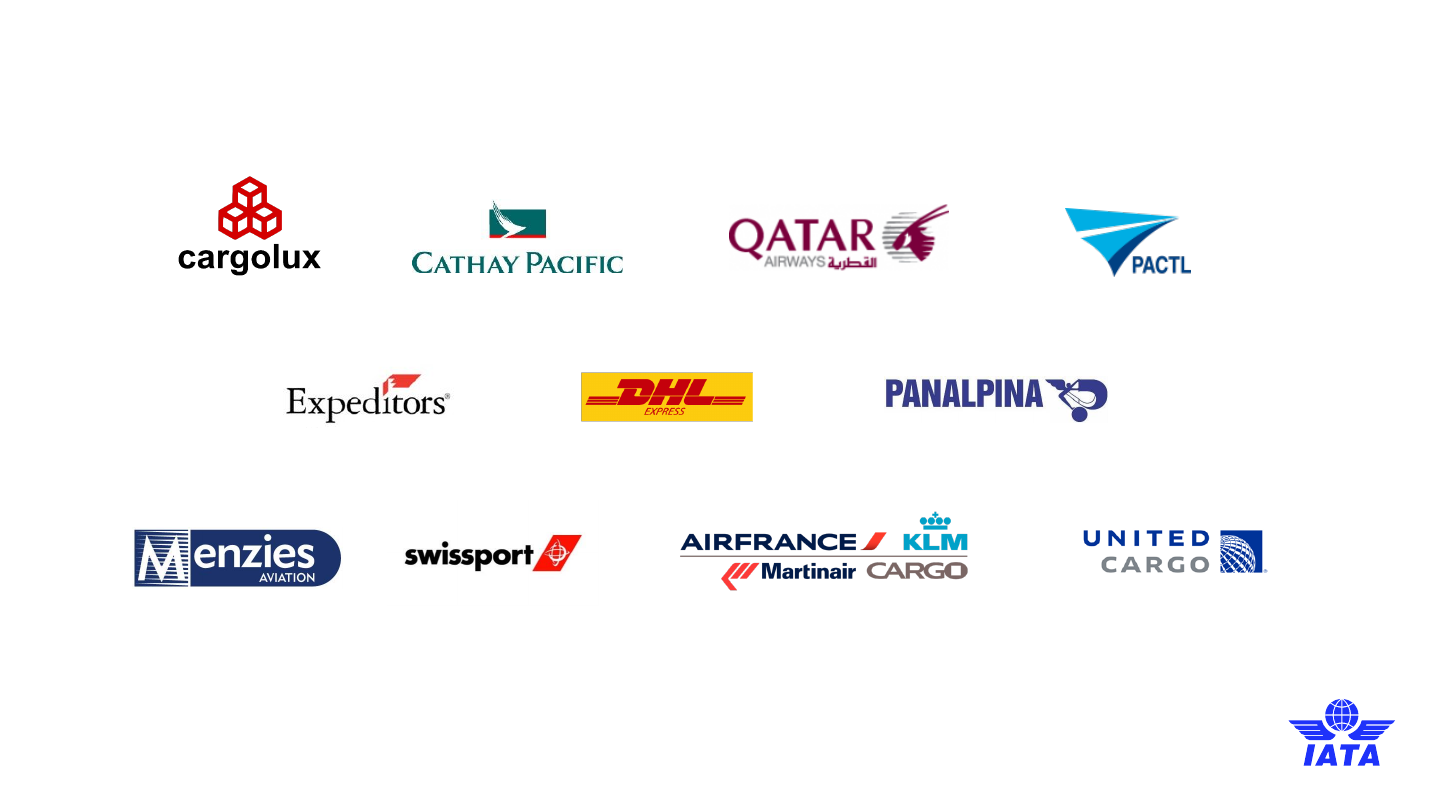 cargolux
CATHAY PACIFIC
QATAR
AIRWAYS القطرية
PACTL
Expeditors®
DHL
EXPRESS
PANALPINA
Menzies
AVIATION
swissport
AIRFRANCE KLM
Martinair CARGO
UNITED
CARGO
IATA